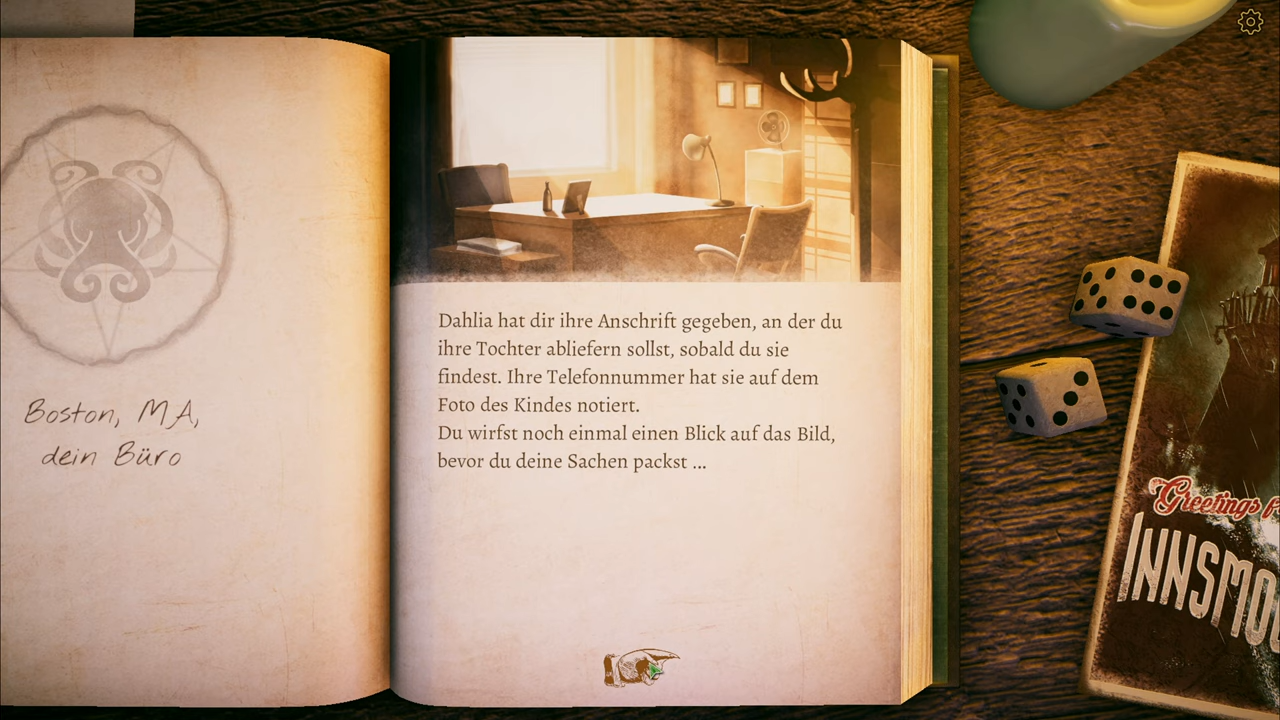 Boston, MA,
dein Büro
Dahlia hat dir ihre Anschrift gegeben, an der du
ihre Tochter abliefern sollst, sobald du sie
findest. Ihre Telefonnummer hat sie auf dem
Foto des Kindes notiert.
Du wirfst noch einmal einen Blick auf das Bild,
bevor du deine Sachen packst ...
Greetings